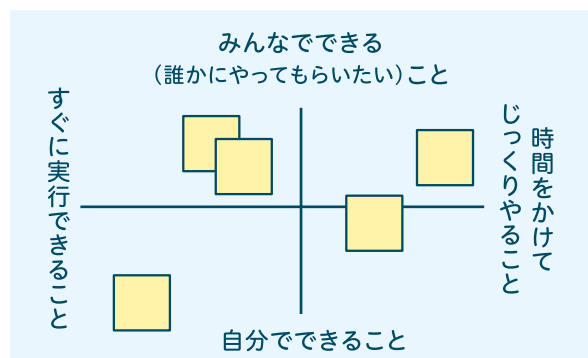 みんなでできる
（誰かにやってもらいたい）こと
すぐに実行できること
時間をかけて
じっくりやること
自分でできること